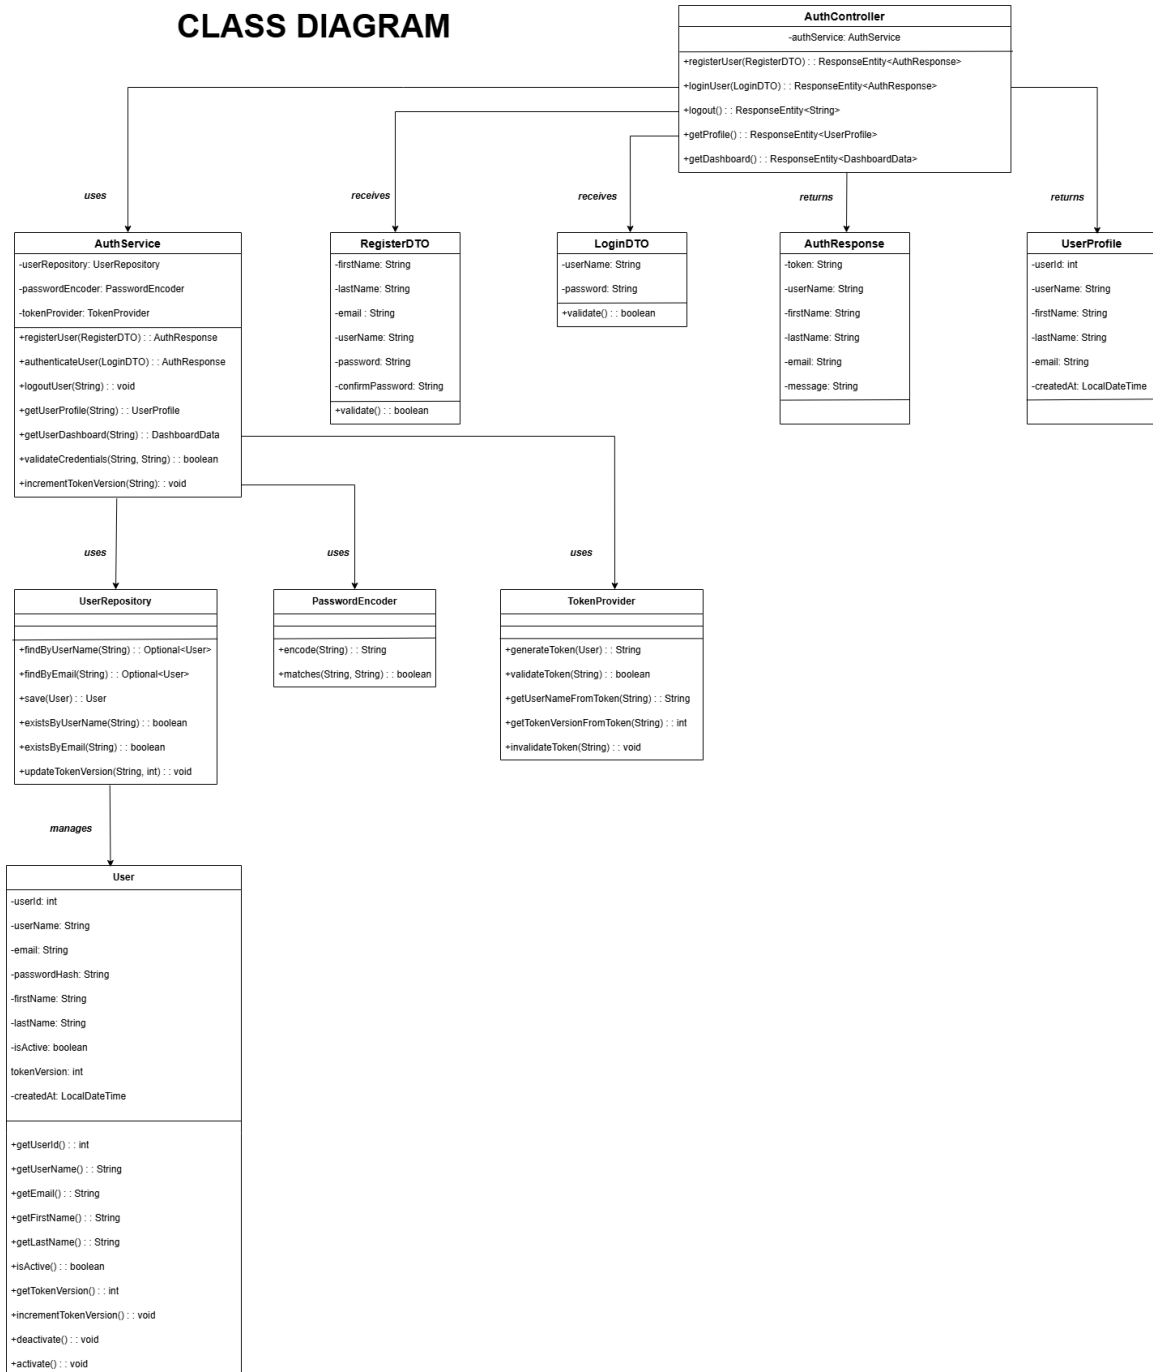 CLASS DIAGRAM
AuthController
-authService: AuthService
+registerUser(RegisterDTO) : : ResponseEntity<AuthResponse>
+loginUser(LoginDTO) : : ResponseEntity<AuthResponse>
+logout() : : ResponseEntity<String>
+getProfile() : : ResponseEntity<UserProfile>
+getDashboard() : : ResponseEntity<DashboardData>
uses
receives
receives
returns
returns
AuthService
-userRepository: UserRepository
-passwordEncoder: PasswordEncoder
-tokenProvider: TokenProvider
+registerUser(RegisterDTO) : : AuthResponse
+authenticateUser(LoginDTO) : : AuthResponse
+logoutUser(String) : : void
+getUserProfile(String) : : UserProfile
+getUserDashboard(String) : : DashboardData
+validateCredentials(String, String) : : boolean
+incrementTokenVersion(String): : void
RegisterDTO
-firstName: String
-lastName: String
-email : String
-userName: String
-password: String
-confirmPassword: String
+validate() : : boolean
LoginDTO
-userName: String
-password: String
+validate() : : boolean
AuthResponse
-token: String
-userName: String
-firstName: String
-lastName: String
-email: String
-message: String
UserProfile
-userId: int
-userName: String
-firstName: String
-lastName: String
-email: String
-createdAt: LocalDateTime
uses
uses
uses
UserRepository
+findByUserName(String) : : Optional<User>
+findByEmail(String) : : Optional<User>
+save(User) : : User
+existsByUserName(String) : : boolean
+existsByEmail(String) : : boolean
+updateTokenVersion(String, int) : : void
PasswordEncoder
+encode(String) : : String
+matches(String, String) : : boolean
TokenProvider
+generateToken(User) : : String
+validateToken(String) : : boolean
+getUserNameFromToken(String) : : String
+getTokenVersionFromToken(String) : : int
+invalidateToken(String) : : void
manages
User
-userId: int
-userName: String
-email: String
-passwordHash: String
-firstName: String
-lastName: String
-isActive: boolean
tokenVersion: int
-createdAt: LocalDateTime
+getUserId() : : int
+getUserName() : : String
+getEmail() : : String
+getFirstName() : : String
+getLastName() : : String
+isActive() : : boolean
+getTokenVersion() : : int
+incrementTokenVersion() : : void
+deactivate() : : void
+activate() : : void